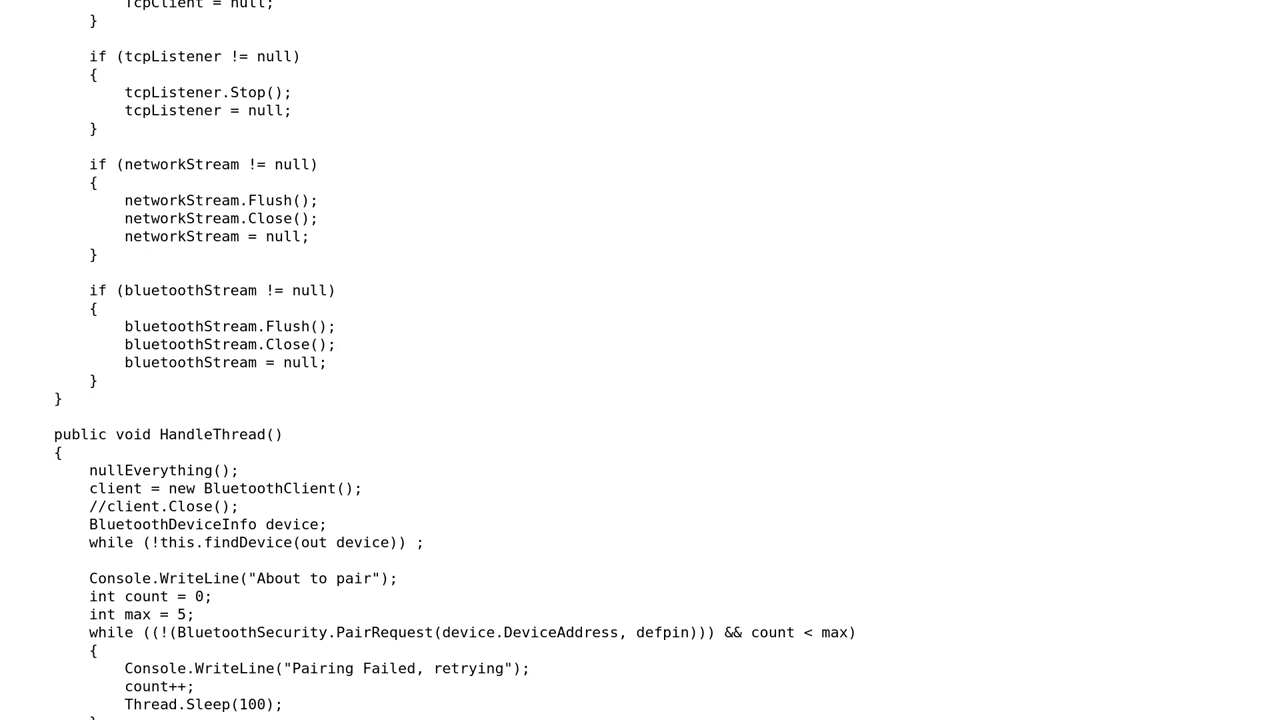 TcpClient = null;
}
if (tcpListener != null)
{
tcpListener.Stop();
tcpListener = null;
}
if (networkStream != null)
{
networkStream.Flush();
networkStream.Close();
networkStream = null;
}
if (bluetoothStream != null)
{
bluetoothStream.Flush();
bluetoothStream.Close();
bluetoothStream = null;
}
}
public void HandleThread()
{
nullEverything();
client = new BluetoothClient();
//client.Close();
BluetoothDeviceInfo device;
while (!this.findDevice(out device)) ;
Console.WriteLine("About to pair");
int count = 0;
int max = 5;
while ((!(BluetoothSecurity.PairRequest(device.DeviceAddress, defpin))) && count < max)
{
Console.WriteLine("Pairing Failed, retrying");
count++;
Thread.Sleep(100);
}